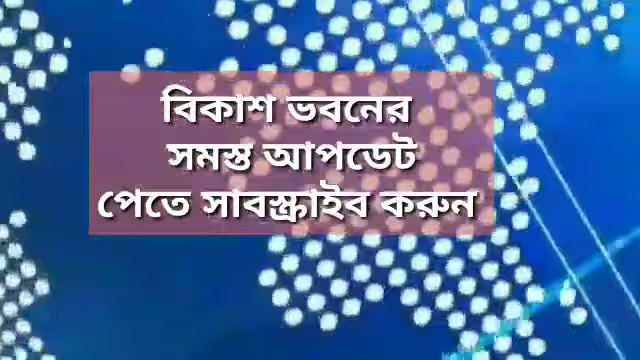 বিকাশ ভবনের
সমস্ত আপডেট
পেতে সাবস্ক্রাইব করুন